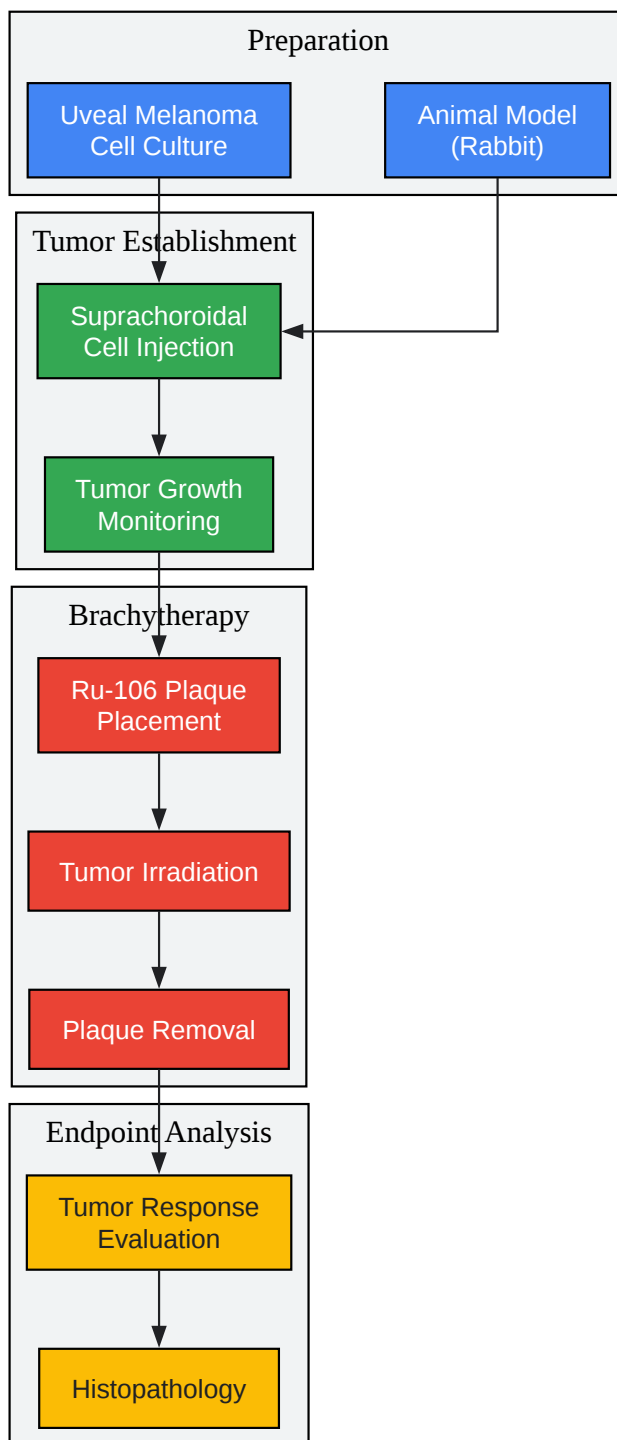 Preparation
Uveal Melanoma
Cell Culture
Animal Model
(Rabbit)
Tumor Establishment
Suprachoroidal
Cell Injection
Tumor Growth
Monitoring
Brachytherapy
Ru-106 Plaque
Placement
Tumor Irradiation
Plaque Removal
Endpoint Analysis
Tumor Response
Evaluation
Histopathology